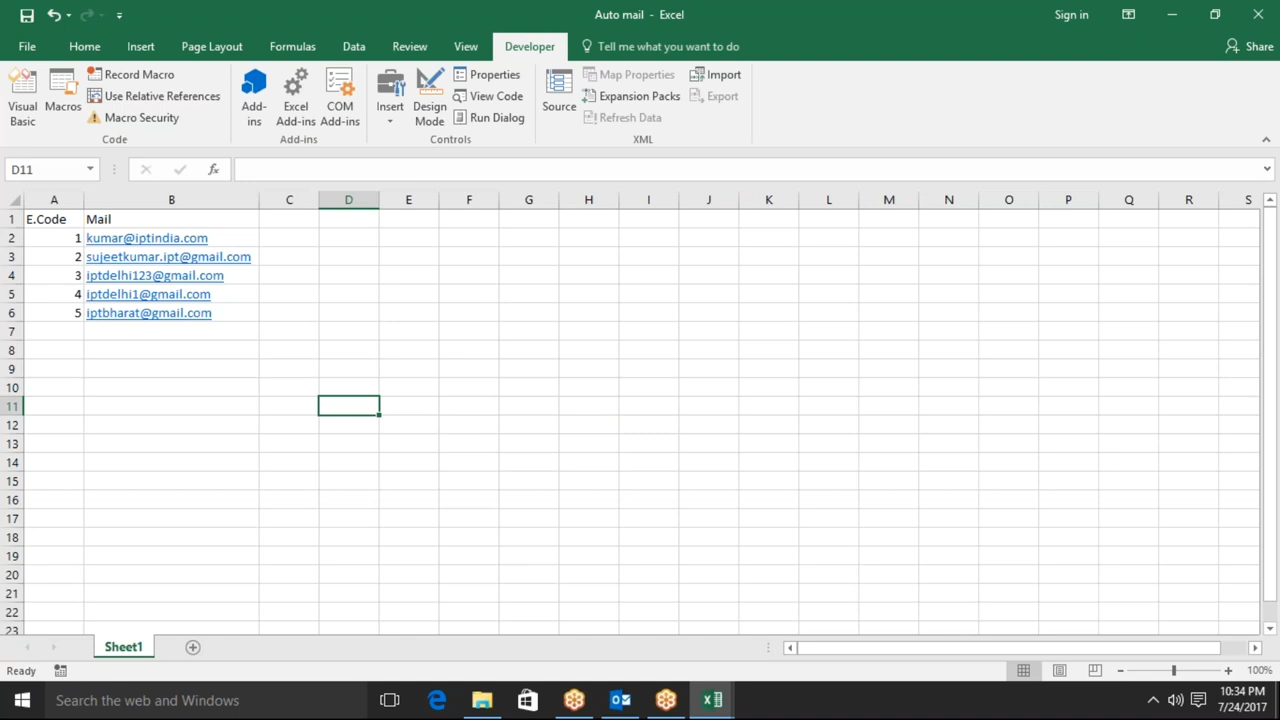 Auto mail - Excel
Sign in
File Home Insert Page Layout Formulas Data Review View Developer Tell me what you want to do Share
Visual Basic
Macros
Record Macro
Use Relative References
Macro Security
Code
Add-ins
Excel Add-ins
COM Add-ins
Add-ins
Insert
Design Mode
Properties
View Code
Run Dialog
Controls
Source
Map Properties
Expansion Packs
Refresh Data
Import
Export
XML
D11
fx
A B C D E F G H I J K L M N O P Q R S
1 E.Code Mail
2 1 kumar@iptindia.com
3 2 sujeetkumar.ipt@gmail.com
4 3 iptdelhi123@gmail.com
5 4 iptdelhi1@gmail.com
6 5 iptbharat@gmail.com
7
8
9
10
11
12
13
14
15
16
17
18
19
20
21
22
23
Sheet1
Ready
100%
Search the web and Windows
10:34 PM
7/24/2017